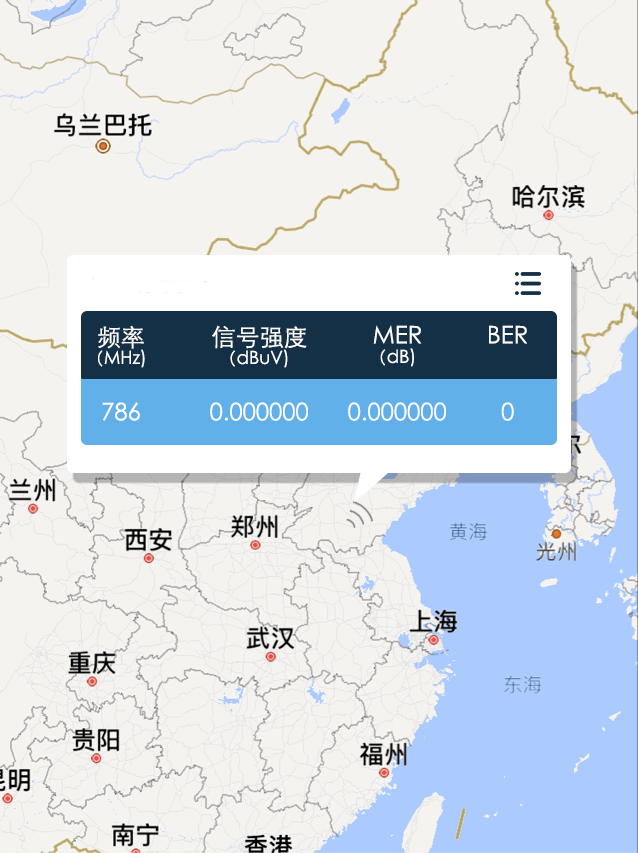 乌兰巴托
哈尔滨
频率 信号强度 MER BER
(MHz) (dBuV) (dB)
786 0.000000 0.000000 0
尔
兰州
郑州
黄海
西安
光州
上海
武汉
重庆
东海
贵阳
福州
昆明
南宁
香港